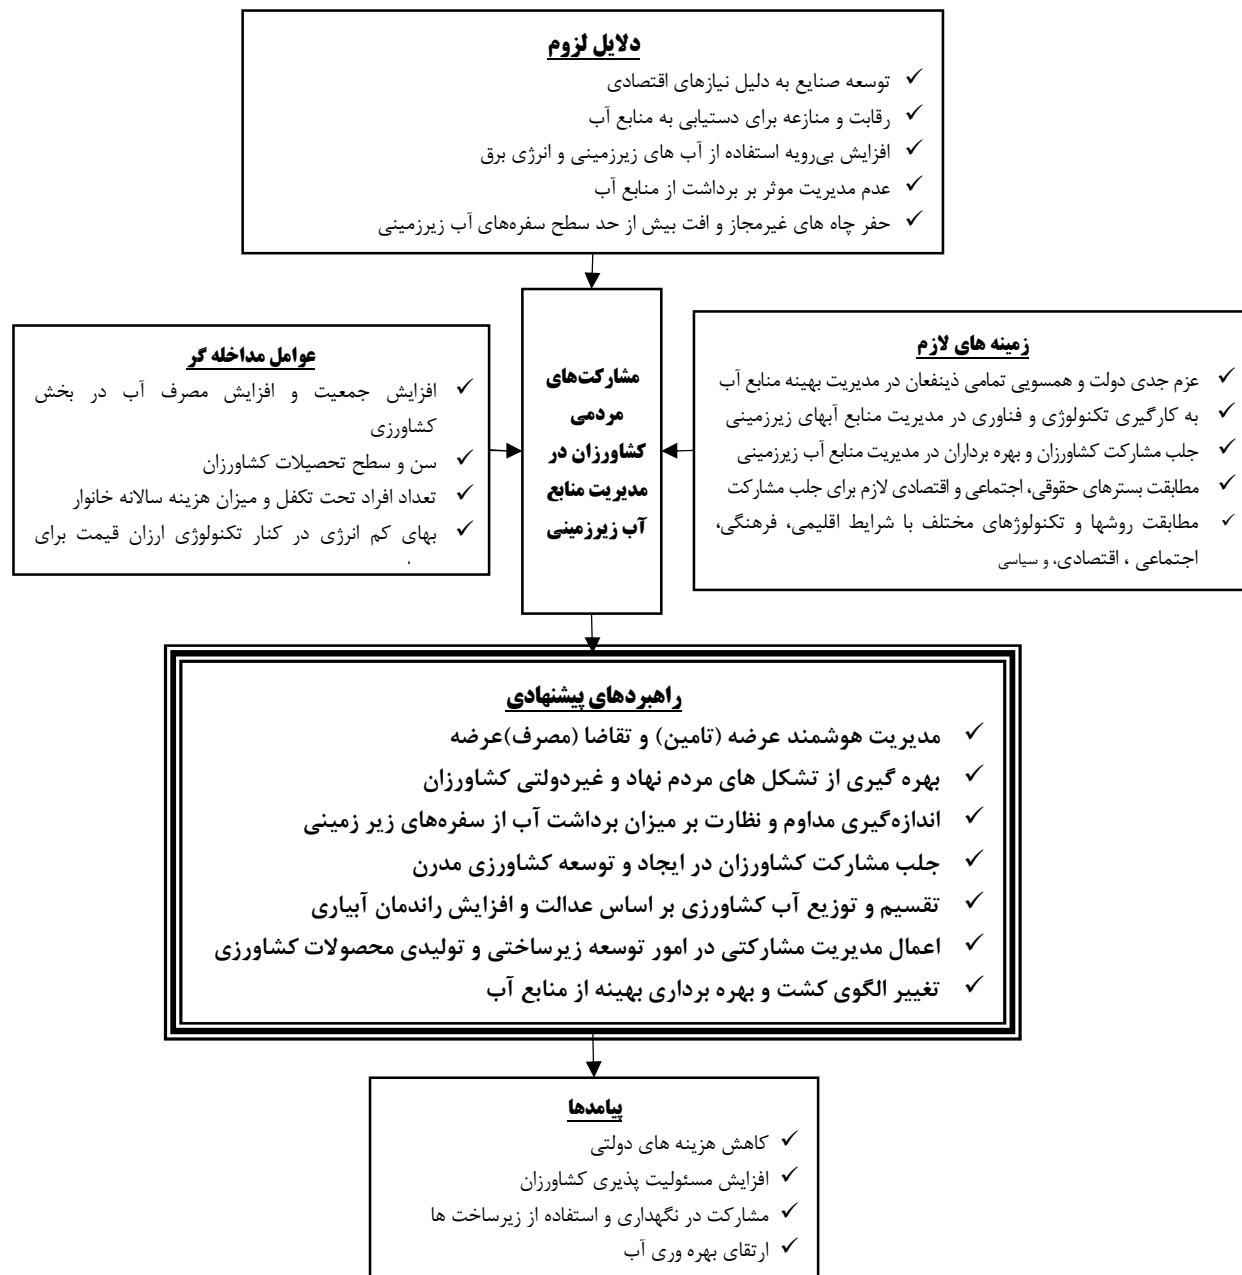 دلایل لزوم
✓ توسعه صنایع به دلیل نیازهای اقتصادی
✓ رقابت و منازعه برای دستیابی به منابع آب
✓ افزایش بی‌رویه استفاده از آب های زیرزمینی و انرژی برق
✓ عدم مدیریت موثر بر برداشت از منابع آب
✓ حفر چاه های غیرمجاز و افت بیش از حد سطح سفره‌های آب زیرزمینی
زمینه های لازم
✓ عزم جدی دولت و همسویی تمامی ذینفعان در مدیریت بهینه منابع آب
✓ به کارگیری تکنولوژی و فناوری در مدیریت منابع آبهای زیرزمینی
✓ جلب مشارکت کشاورزان و بهره برداران در مدیریت منابع آب زیرزمینی
✓ مطابقت بسترهای حقوقی، اجتماعی و اقتصادی لازم برای جلب مشارکت
✓ مطابقت روشها و تکنولوژهای مختلف با شرایط اقلیمی، فرهنگی،
اجتماعی ، اقتصادی، و سیاسی
مشارکت‌های
مردمی
کشاورزان در
مدیریت منابع
آب زیرزمینی
عوامل مداخله گر
✓ افزایش جمعیت و افزایش مصرف آب در بخش
کشاورزی
✓ سن و سطح تحصیلات کشاورزان
✓ تعداد افراد تحت تکفل و میزان هزینه سالانه خانوار
✓ بهای کم انرژی در کنار تکنولوژی ارزان قیمت برای
راهبردهای پیشنهادی
✓ مدیریت هوشمند عرضه (تامین) و تقاضا (مصرف)عرضه
✓ بهره گیری از تشکل های مردم نهاد و غیردولتی کشاورزان
✓ اندازه‌گیری مداوم و نظارت بر میزان برداشت آب از سفره‌های زیر زمینی
✓ جلب مشارکت کشاورزان در ایجاد و توسعه کشاورزی مدرن
✓ تقسیم و توزیع آب کشاورزی بر اساس عدالت و افزایش راندمان آبیاری
✓ اعمال مدیریت مشارکتی در امور توسعه زیرساختی و تولیدی محصولات کشاورزی
✓ تغییر الگوی کشت و بهره برداری بهینه از منابع آب
پیامدها
✓ کاهش هزینه های دولتی
✓ افزایش مسئولیت پذیری کشاورزان
✓ مشارکت در نگهداری و استفاده از زیرساخت ها
✓ ارتقای بهره وری آب